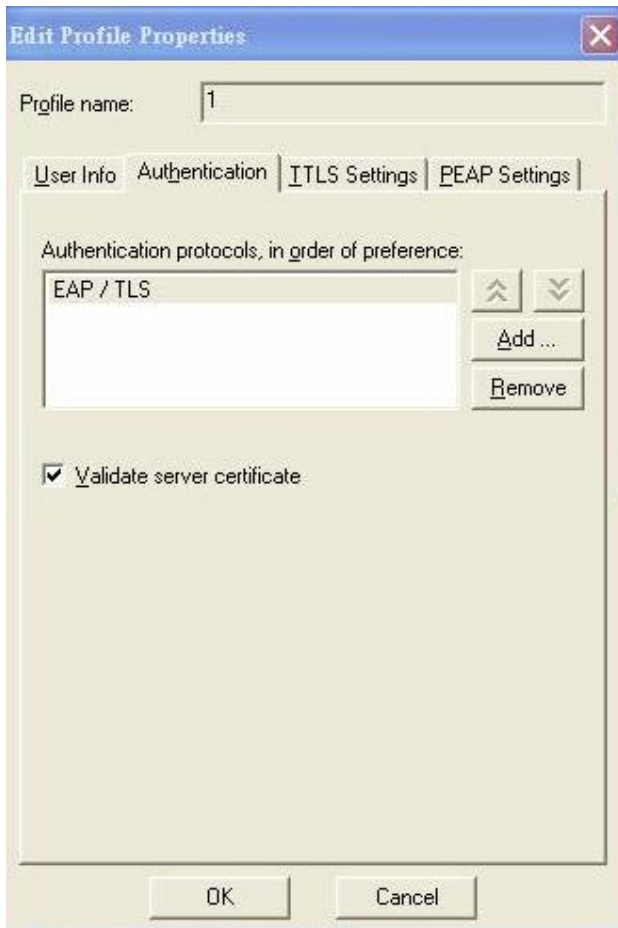 Edit Profile Properties
Profile name: 1
User Info Authentication TTLS Settings PEAP Settings
Authentication protocols, in order of preference:
EAP / TLS
Add ...
Remove
Validate server certificate
OK Cancel